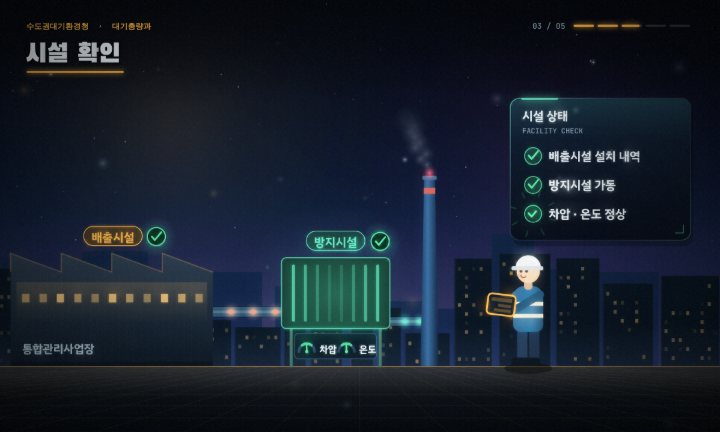 수도권대기환경청 · 대기총량과
03 / 05
시설 확인
시설 상태
FACILITY CHECK
배출시설 설치 내역
방지시설 가동
차압 · 온도 정상
배출시설
방지시설
차압
온도
통합관리사업장